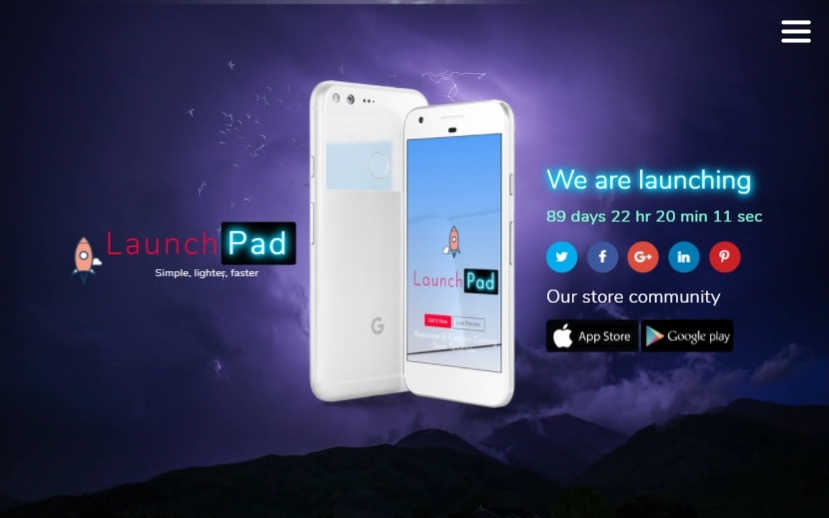 LaunchPad
Simple, lighter, faster
G
LaunchPad
We are launching
89 days 22 hr 20 min 11 sec
f
G+
in
Our store community
App Store
Google play